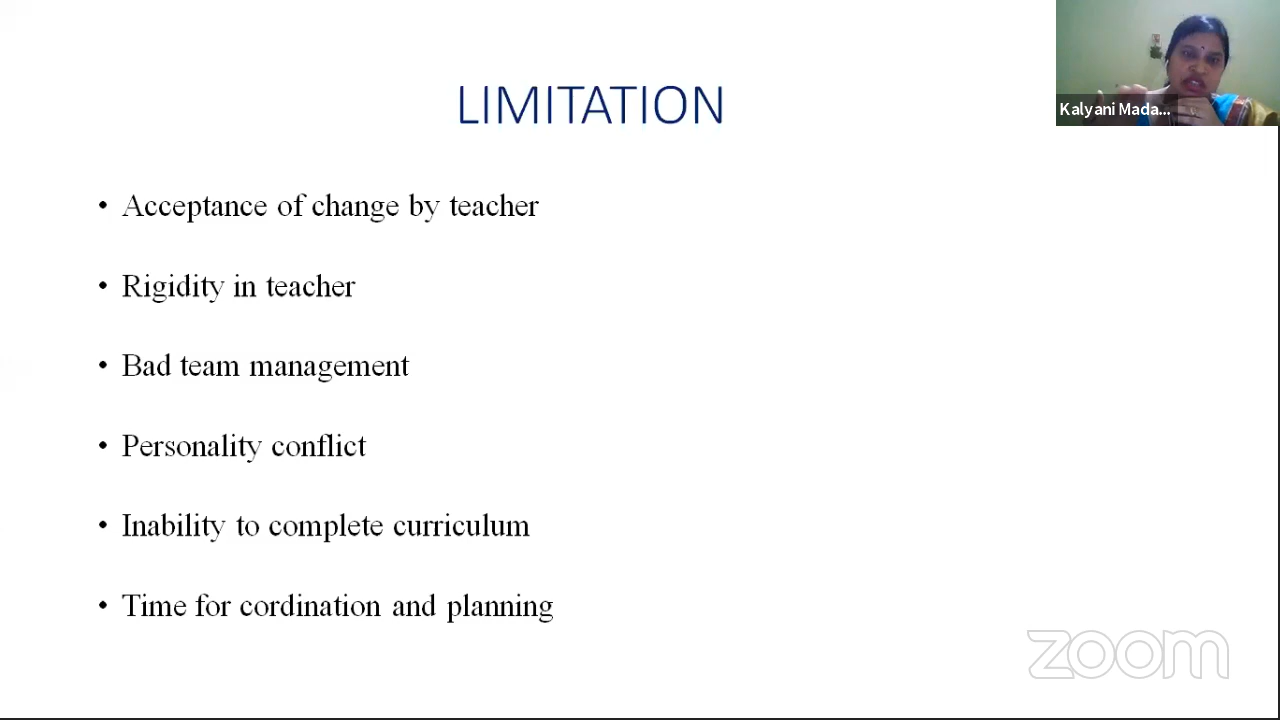 LIMITATION
Kalyani Mada...
• Acceptance of change by teacher
• Rigidity in teacher
• Bad team management
• Personality conflict
• Inability to complete curriculum
• Time for cordination and planning
zoom